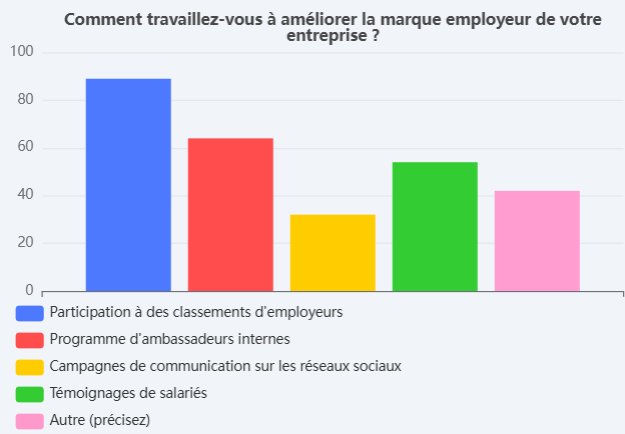 Comment travaillez-vous à améliorer la marque employeur de votre
entreprise ?
100
80
60
40
20
0
Participation à des classements d'employeurs
Programme d'ambassadeurs internes
Campagnes de communication sur les réseaux sociaux
Témoignages de salariés
Autre (précisez)